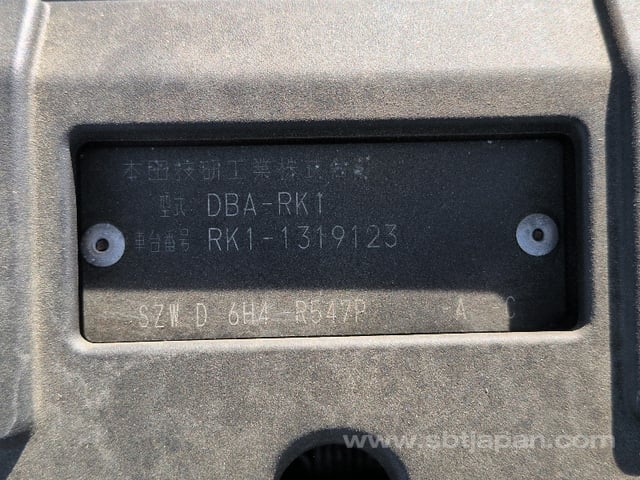 本田技研工業株式会社
型式 DBA-RK1
車台番号 RK1-1319123
SZW D 6H4 -R547P -A C
www.sbtjapan.com